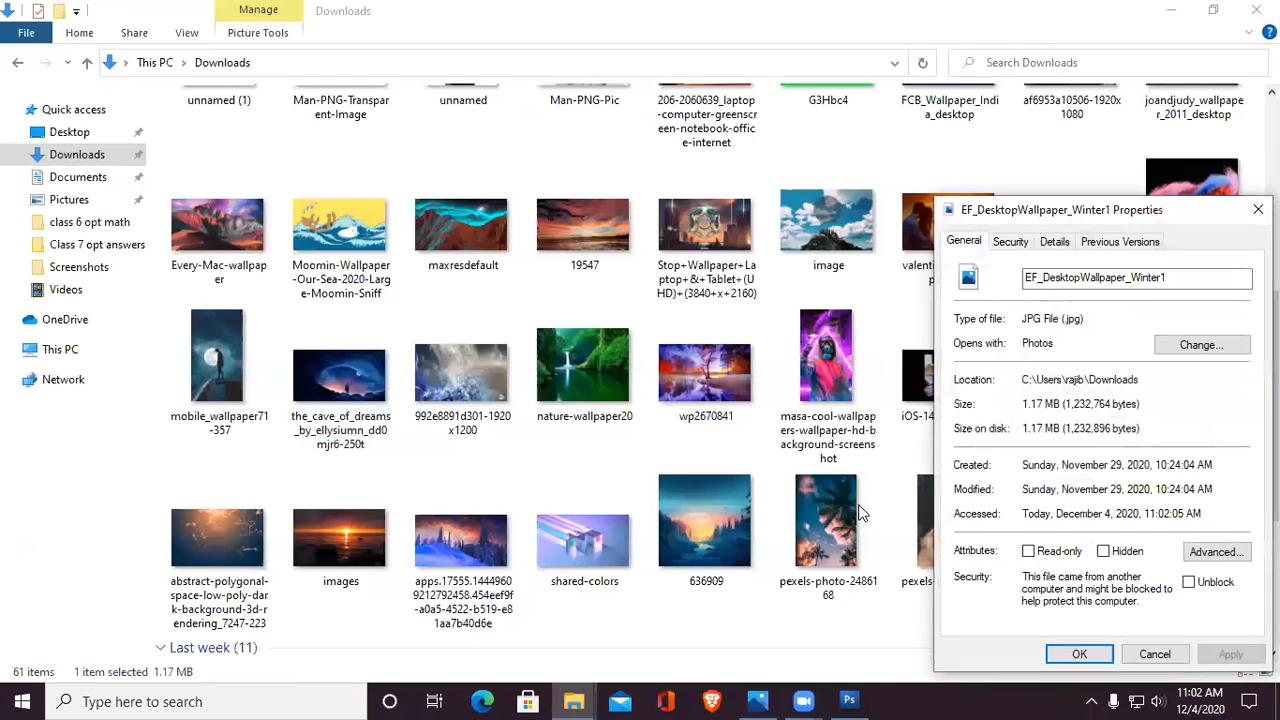 Manage
Downloads
File
Home
Share
View
Picture Tools
This PC
Downloads
Search Downloads
Quick access
Desktop
Downloads
Documents
Pictures
class 6 opt math
Class 7 opt answers
Screenshots
Videos
OneDrive
This PC
Network
unnamed (1)
Man-PNG-Transpar
ent-Image
unnamed
Man-PNG-Pic
206-2060639_laptop
-computer-greenscr
een-notebook-offic
e-internet
G3Hbc4
FCB_Wallpaper_Indi
a_desktop
af6953a10506-1920x
1080
joandjudy_wallpape
r_2011_desktop
Every-Mac-wallpap
er
Moomin-Wallpaper
-Our-Sea-2020-Large
-Moomin-Sniff
maxresdefault
19547
Stop+Wallpaper+La
ptop+&+Tablet+(U
HD)+(3840+x+2160)
image
valenti
mobile_wallpaper71
-357
the_cave_of_dreams
_by_ellysiumn_dd0
mjr6-250t
992e8891d301-1920
x1200
nature-wallpaper20
wp2670841
masa-cool-wallpap
ers-wallpaper-hd-b
ackground-screens
hot
iOS-14
abstract-polygonal
-space-low-poly-da
rk-background-3d-r
endering_7247-223
images
apps.17555.1444960
9212792458.454eef9f
-a0a5-4522-b519-e8
1aa7b40d6e
shared-colors
636909
pexels-photo-24861
68
pexels-
Last week (11)
61 items
1 item selected 1.17 MB
EF_DesktopWallpaper_Winter1 Properties
General
Security
Details
Previous Versions
EF_DesktopWallpaper_Winter1
Type of file: JPG File (.jpg)
Opens with: Photos
Change...
Location: C:\Users\rajib\Downloads
Size: 1.17 MB (1,232,764 bytes)
Size on disk: 1.17 MB (1,232,896 bytes)
Created: Sunday, November 29, 2020, 10:24:04 AM
Modified: Sunday, November 29, 2020, 10:24:04 AM
Accessed: Today, December 4, 2020, 11:02:05 AM
Attributes: Read-only Hidden Advanced...
Security: This file came from another
computer and might be blocked to
help protect this computer.
Unblock
OK
Cancel
Apply
Type here to search
Ps
11:02 AM
12/4/2020